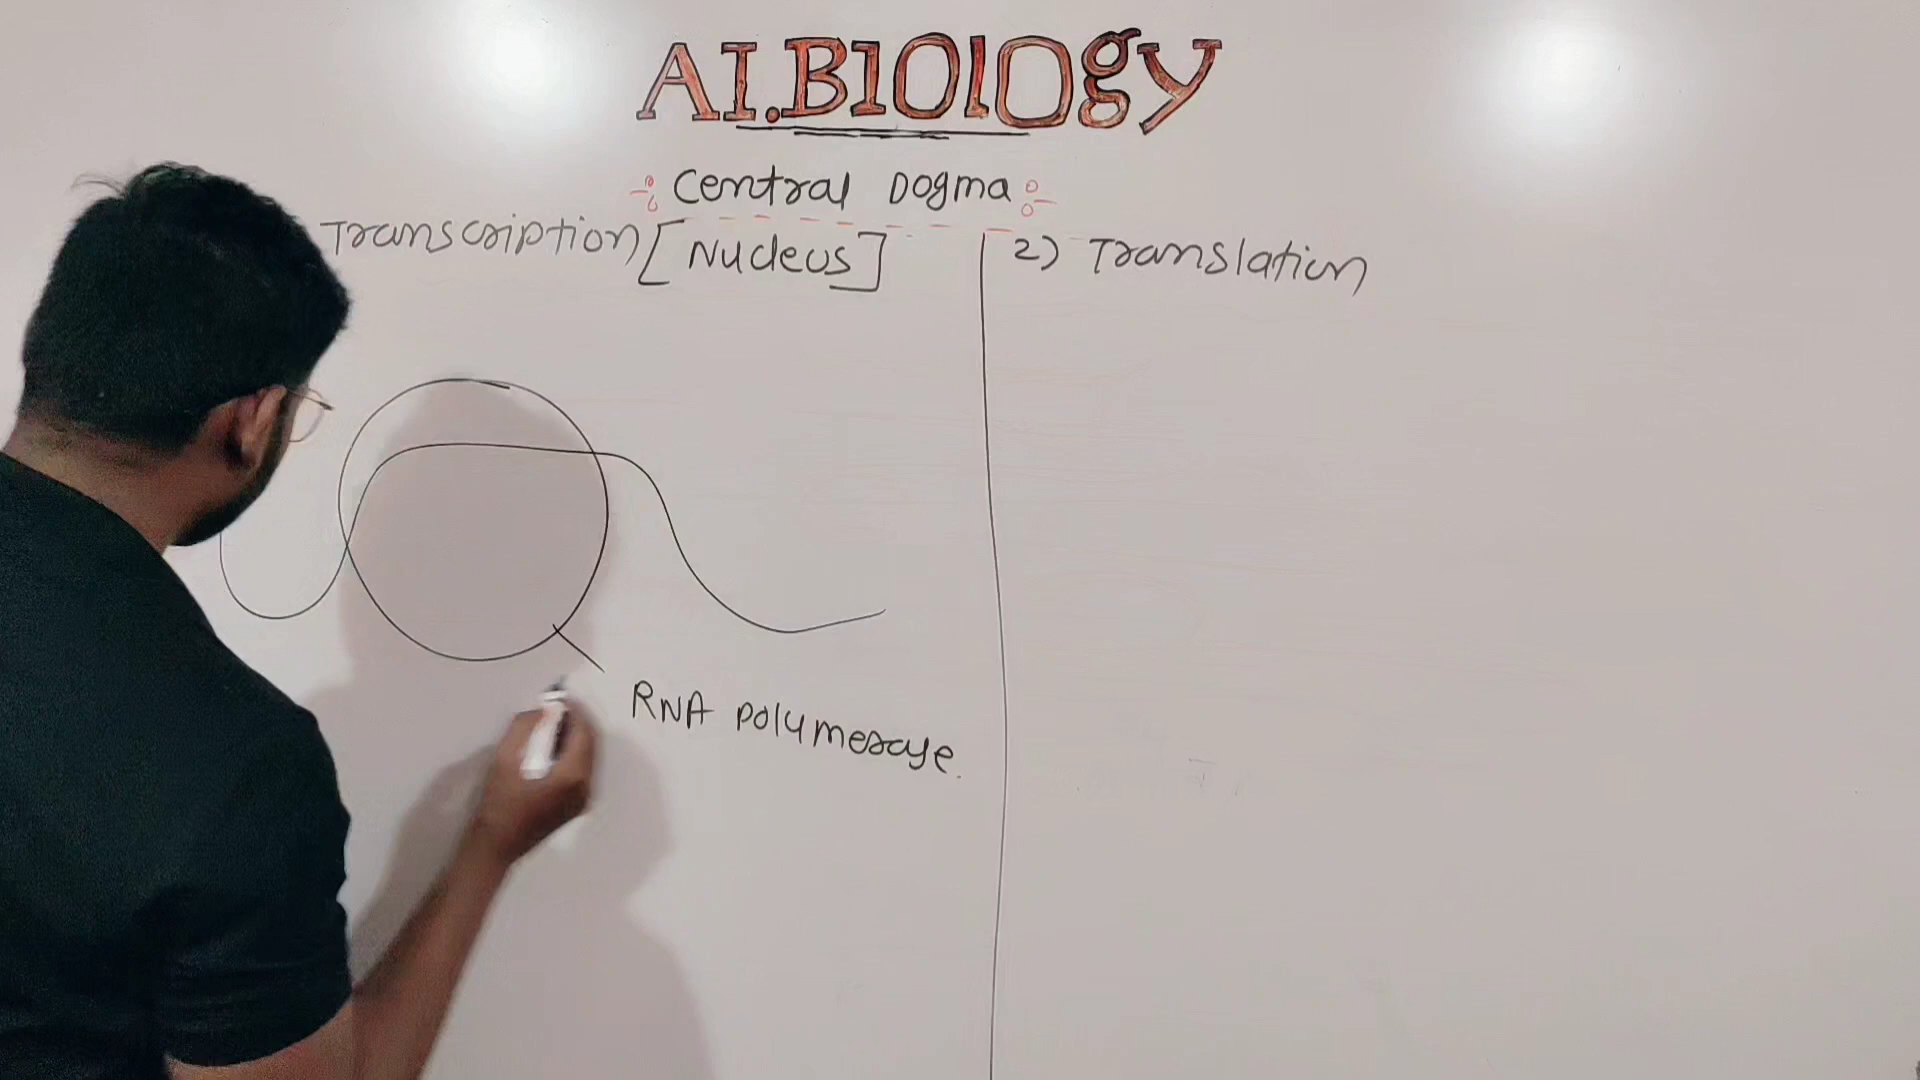 AI.BIOLOGY
Central Dogma
Transcription [Nucleus]
2) Translation
RNA polymerase.